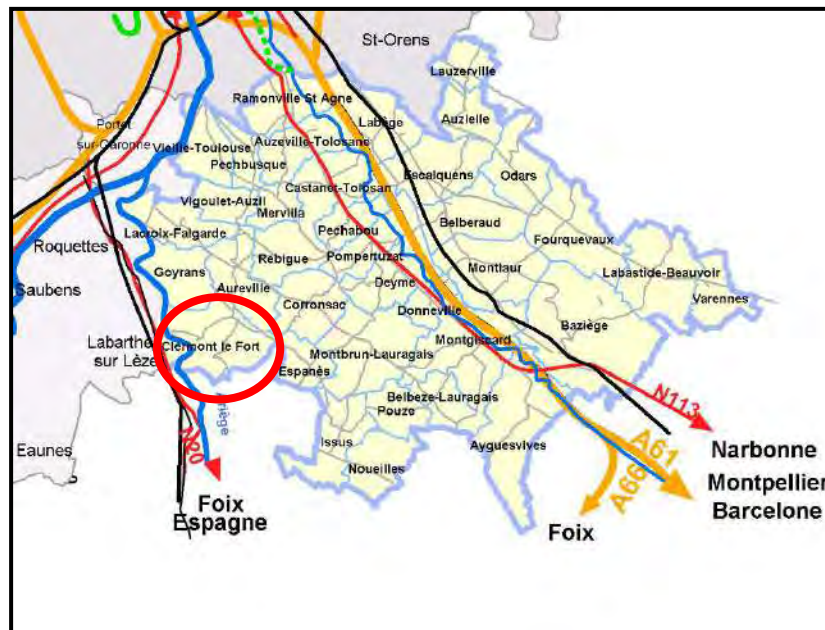 St-Orens
Lauzerville
Ramonville St Agne
Auzielle
Portet
sur-Garonne
Labège
Vieille-Toulouse
Auzeville-Tolosane
Pechbusque
Escalquens
Odars
Castanet-Tolosan
Vigoulet-Auzil
Mervilla
Belberaud
Lacroix-Falgarde
Pechabou
Fourquevaux
Roquettes
Rébigue
Pompertuzat
Montlaur
Labastide-Beauvoir
Goyrans
Saubens
Aureville
Deyme
Varennes
Corronsac
Donneville
Baziège
Labarthe
sur Lèze
Clermont le Fort
Montgiscard
Montbrun-Lauragais
Espanès
Belbeze-Lauragais
Pouze
Ariège
N20
N113
Issus
Ayguesvives
Eaunes
Noueilles
A61
A66
Narbonne
Montpellier
Barcelone
Foix
Espagne
Foix